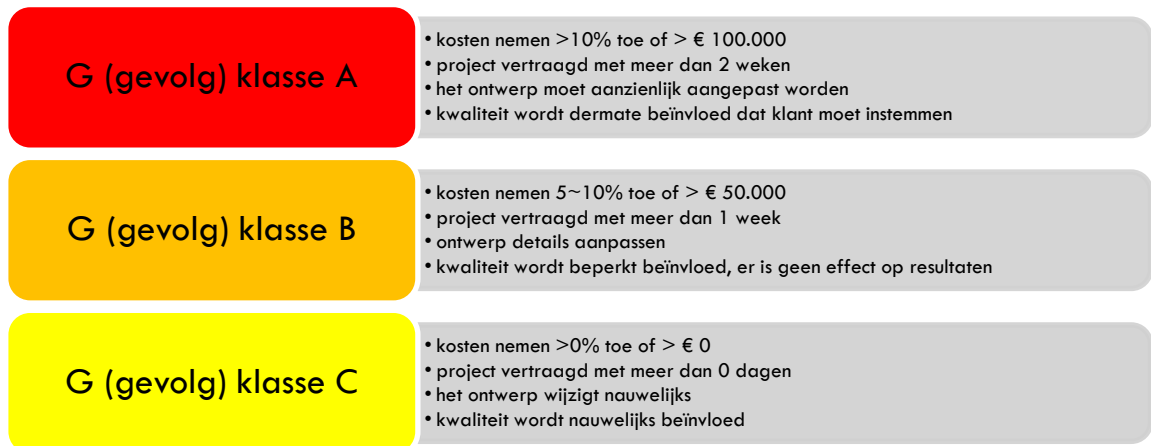 G (gevolg) klasse A
• kosten nemen >10% toe of > € 100.000
• project vertraagd met meer dan 2 weken
• het ontwerp moet aanzienlijk aangepast worden
• kwaliteit wordt dermate beïnvloed dat klant moet instemmen
G (gevolg) klasse B
• kosten nemen 5~10% toe of > € 50.000
• project vertraagd met meer dan 1 week
• ontwerp details aanpassen
• kwaliteit wordt beperkt beïnvloed, er is geen effect op resultaten
G (gevolg) klasse C
• kosten nemen >0% toe of > € 0
• project vertraagd met meer dan 0 dagen
• het ontwerp wijzigt nauwelijks
• kwaliteit wordt nauwelijks beïnvloed